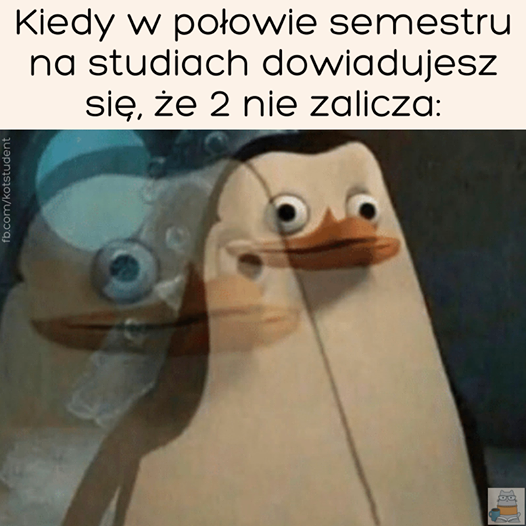 Kiedy w połowie semestru
na studiach dowiadujesz
się, że 2 nie zalicza:
fb.com/kotstudent